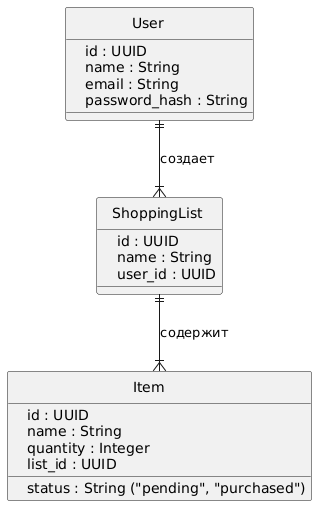 User
id : UUID
name : String
email : String
password_hash : String
создает
ShoppingList
id : UUID
name : String
user_id : UUID
содержит
Item
id : UUID
name : String
quantity : Integer
list_id : UUID
status : String ("pending", "purchased")